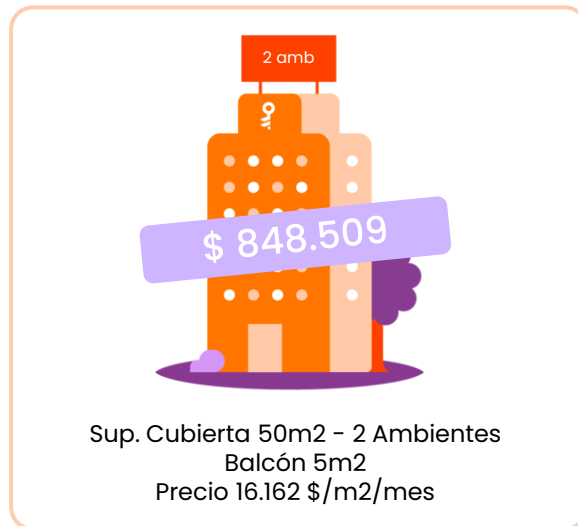 2 amb
$ 848.509
Sup. Cubierta 50m2 - 2 Ambientes
Balcón 5m2
Precio 16.162 $/m2/mes